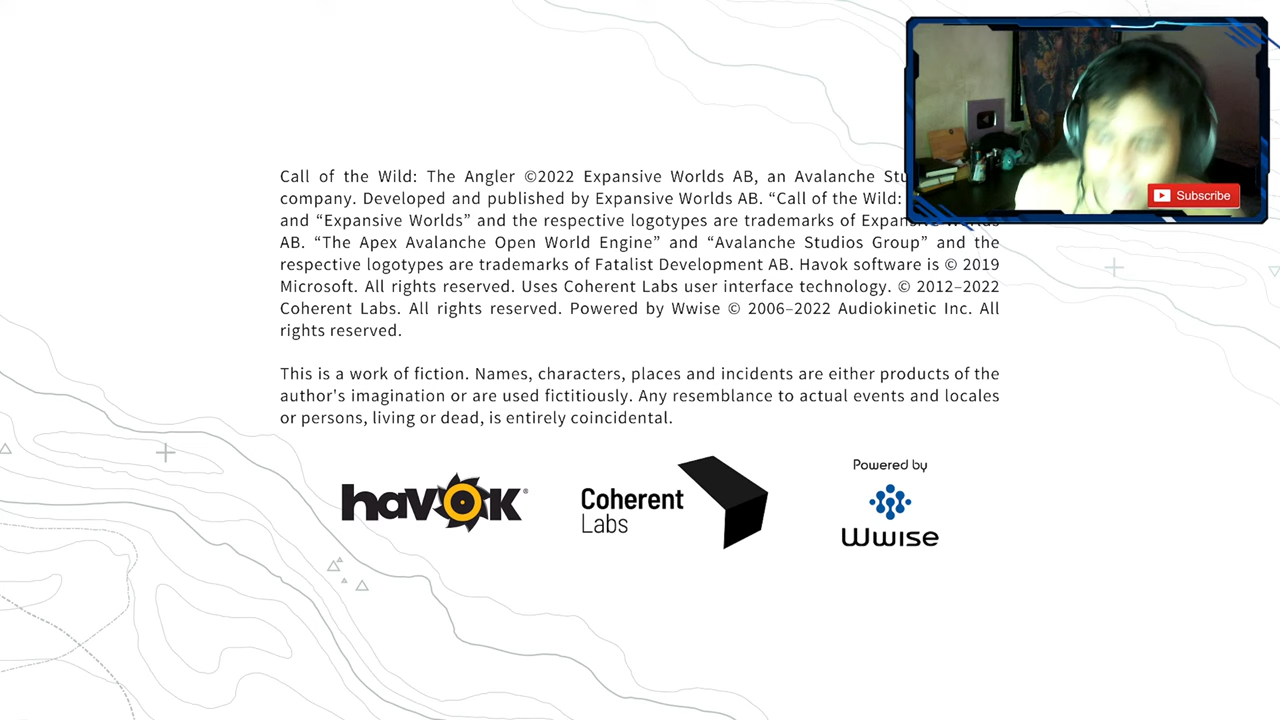 Call of the Wild: The Angler ©2022 Expansive Worlds AB, an Avalanche
company. Developed and published by Expansive Worlds AB. “Call of the Wild:
and “Expansive Worlds” and the respective logotypes are trademarks of Expansive Worlds
AB. “The Apex Avalanche Open World Engine” and “Avalanche Studios Group” and the
respective logotypes are trademarks of Fatalist Development AB. Havok software is © 2019
Microsoft. All rights reserved. Uses Coherent Labs user interface technology. © 2012–2022
Coherent Labs. All rights reserved. Powered by Wwise © 2006–2022 Audiokinetic Inc. All
rights reserved.
This is a work of fiction. Names, characters, places and incidents are either products of the
author's imagination or are used fictitiously. Any resemblance to actual events and locales
or persons, living or dead, is entirely coincidental.
havok®
Coherent
Labs
Powered by
Wwise
Subscribe